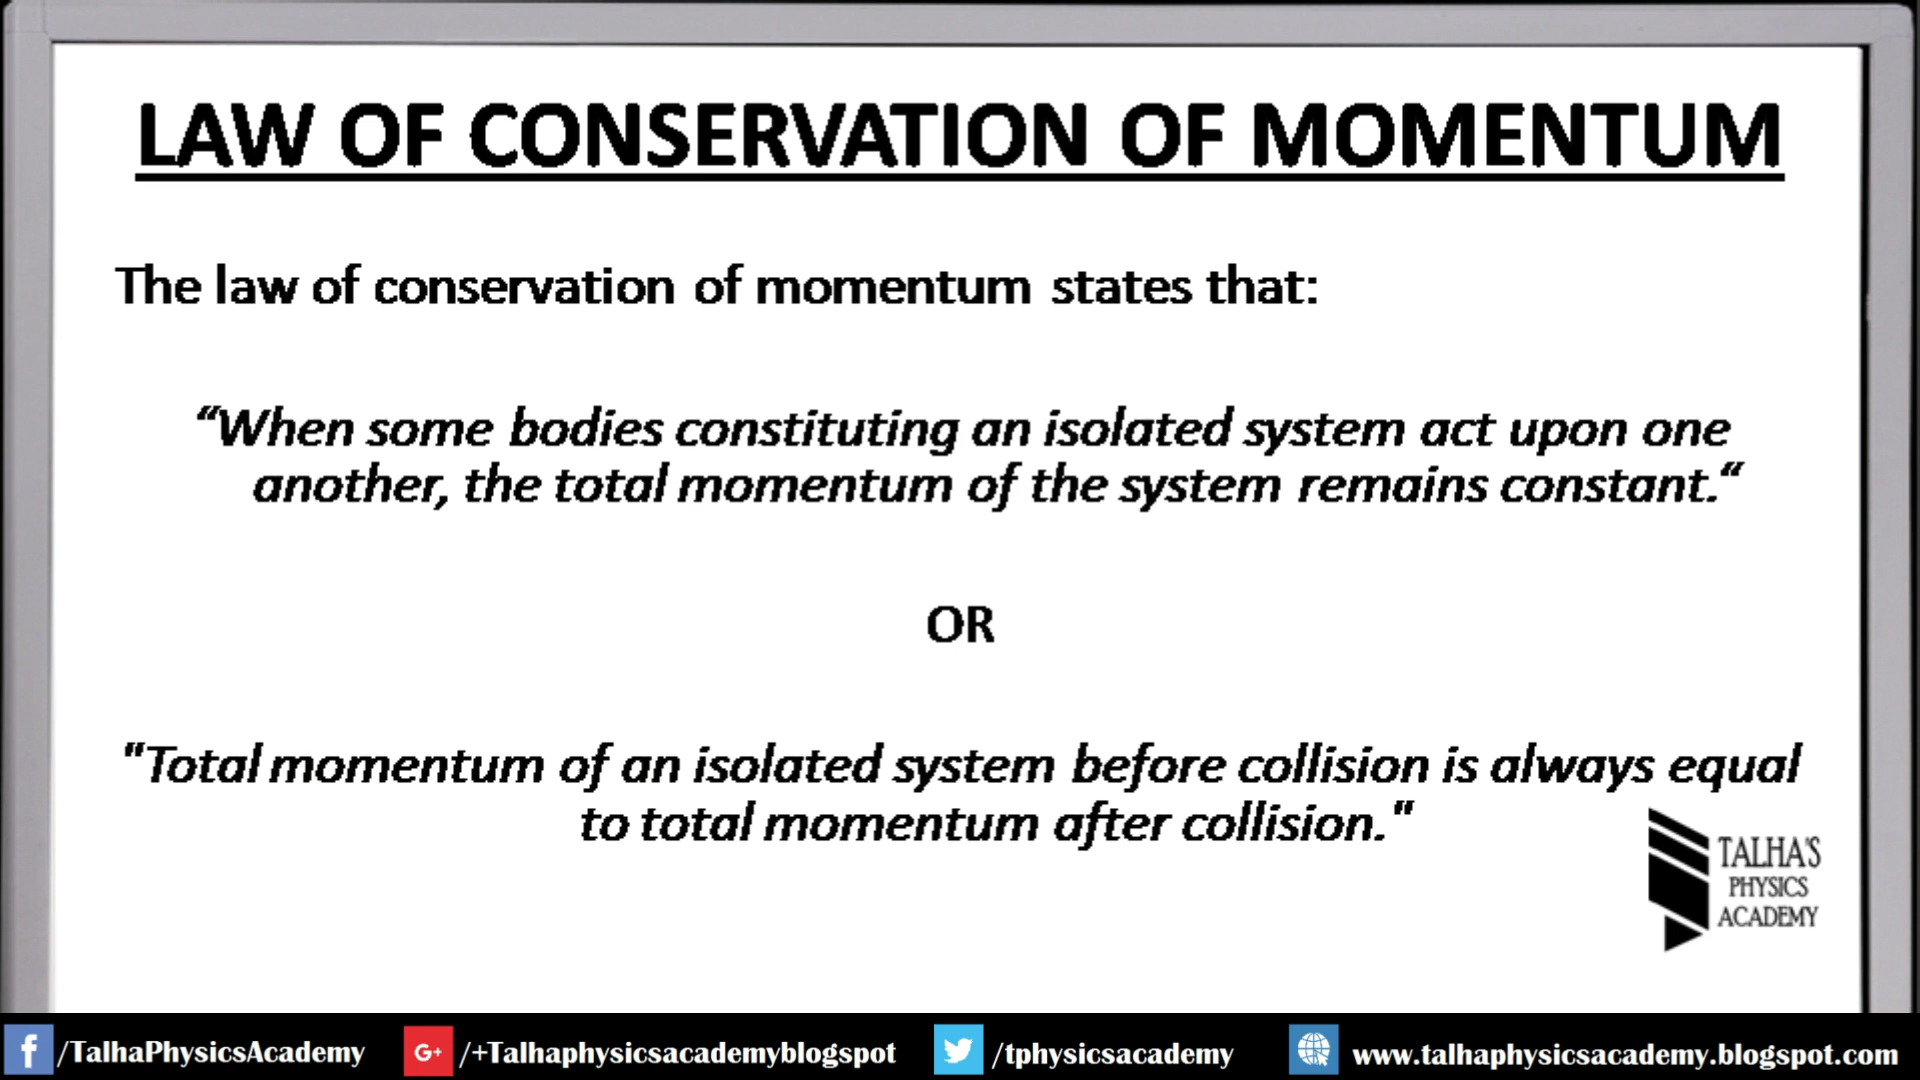 LAW OF CONSERVATION OF MOMENTUM
The law of conservation of momentum states that:
“When some bodies constituting an isolated system act upon one
another, the total momentum of the system remains constant.“
OR
"Total momentum of an isolated system before collision is always equal
to total momentum after collision."
TALHA'S
PHYSICS
ACADEMY
f /TalhaPhysicsAcademy G+ /+Talhaphysicsacademyblogspot /tphysicsacademy www.talhaphysicsacademy.blogspot.com